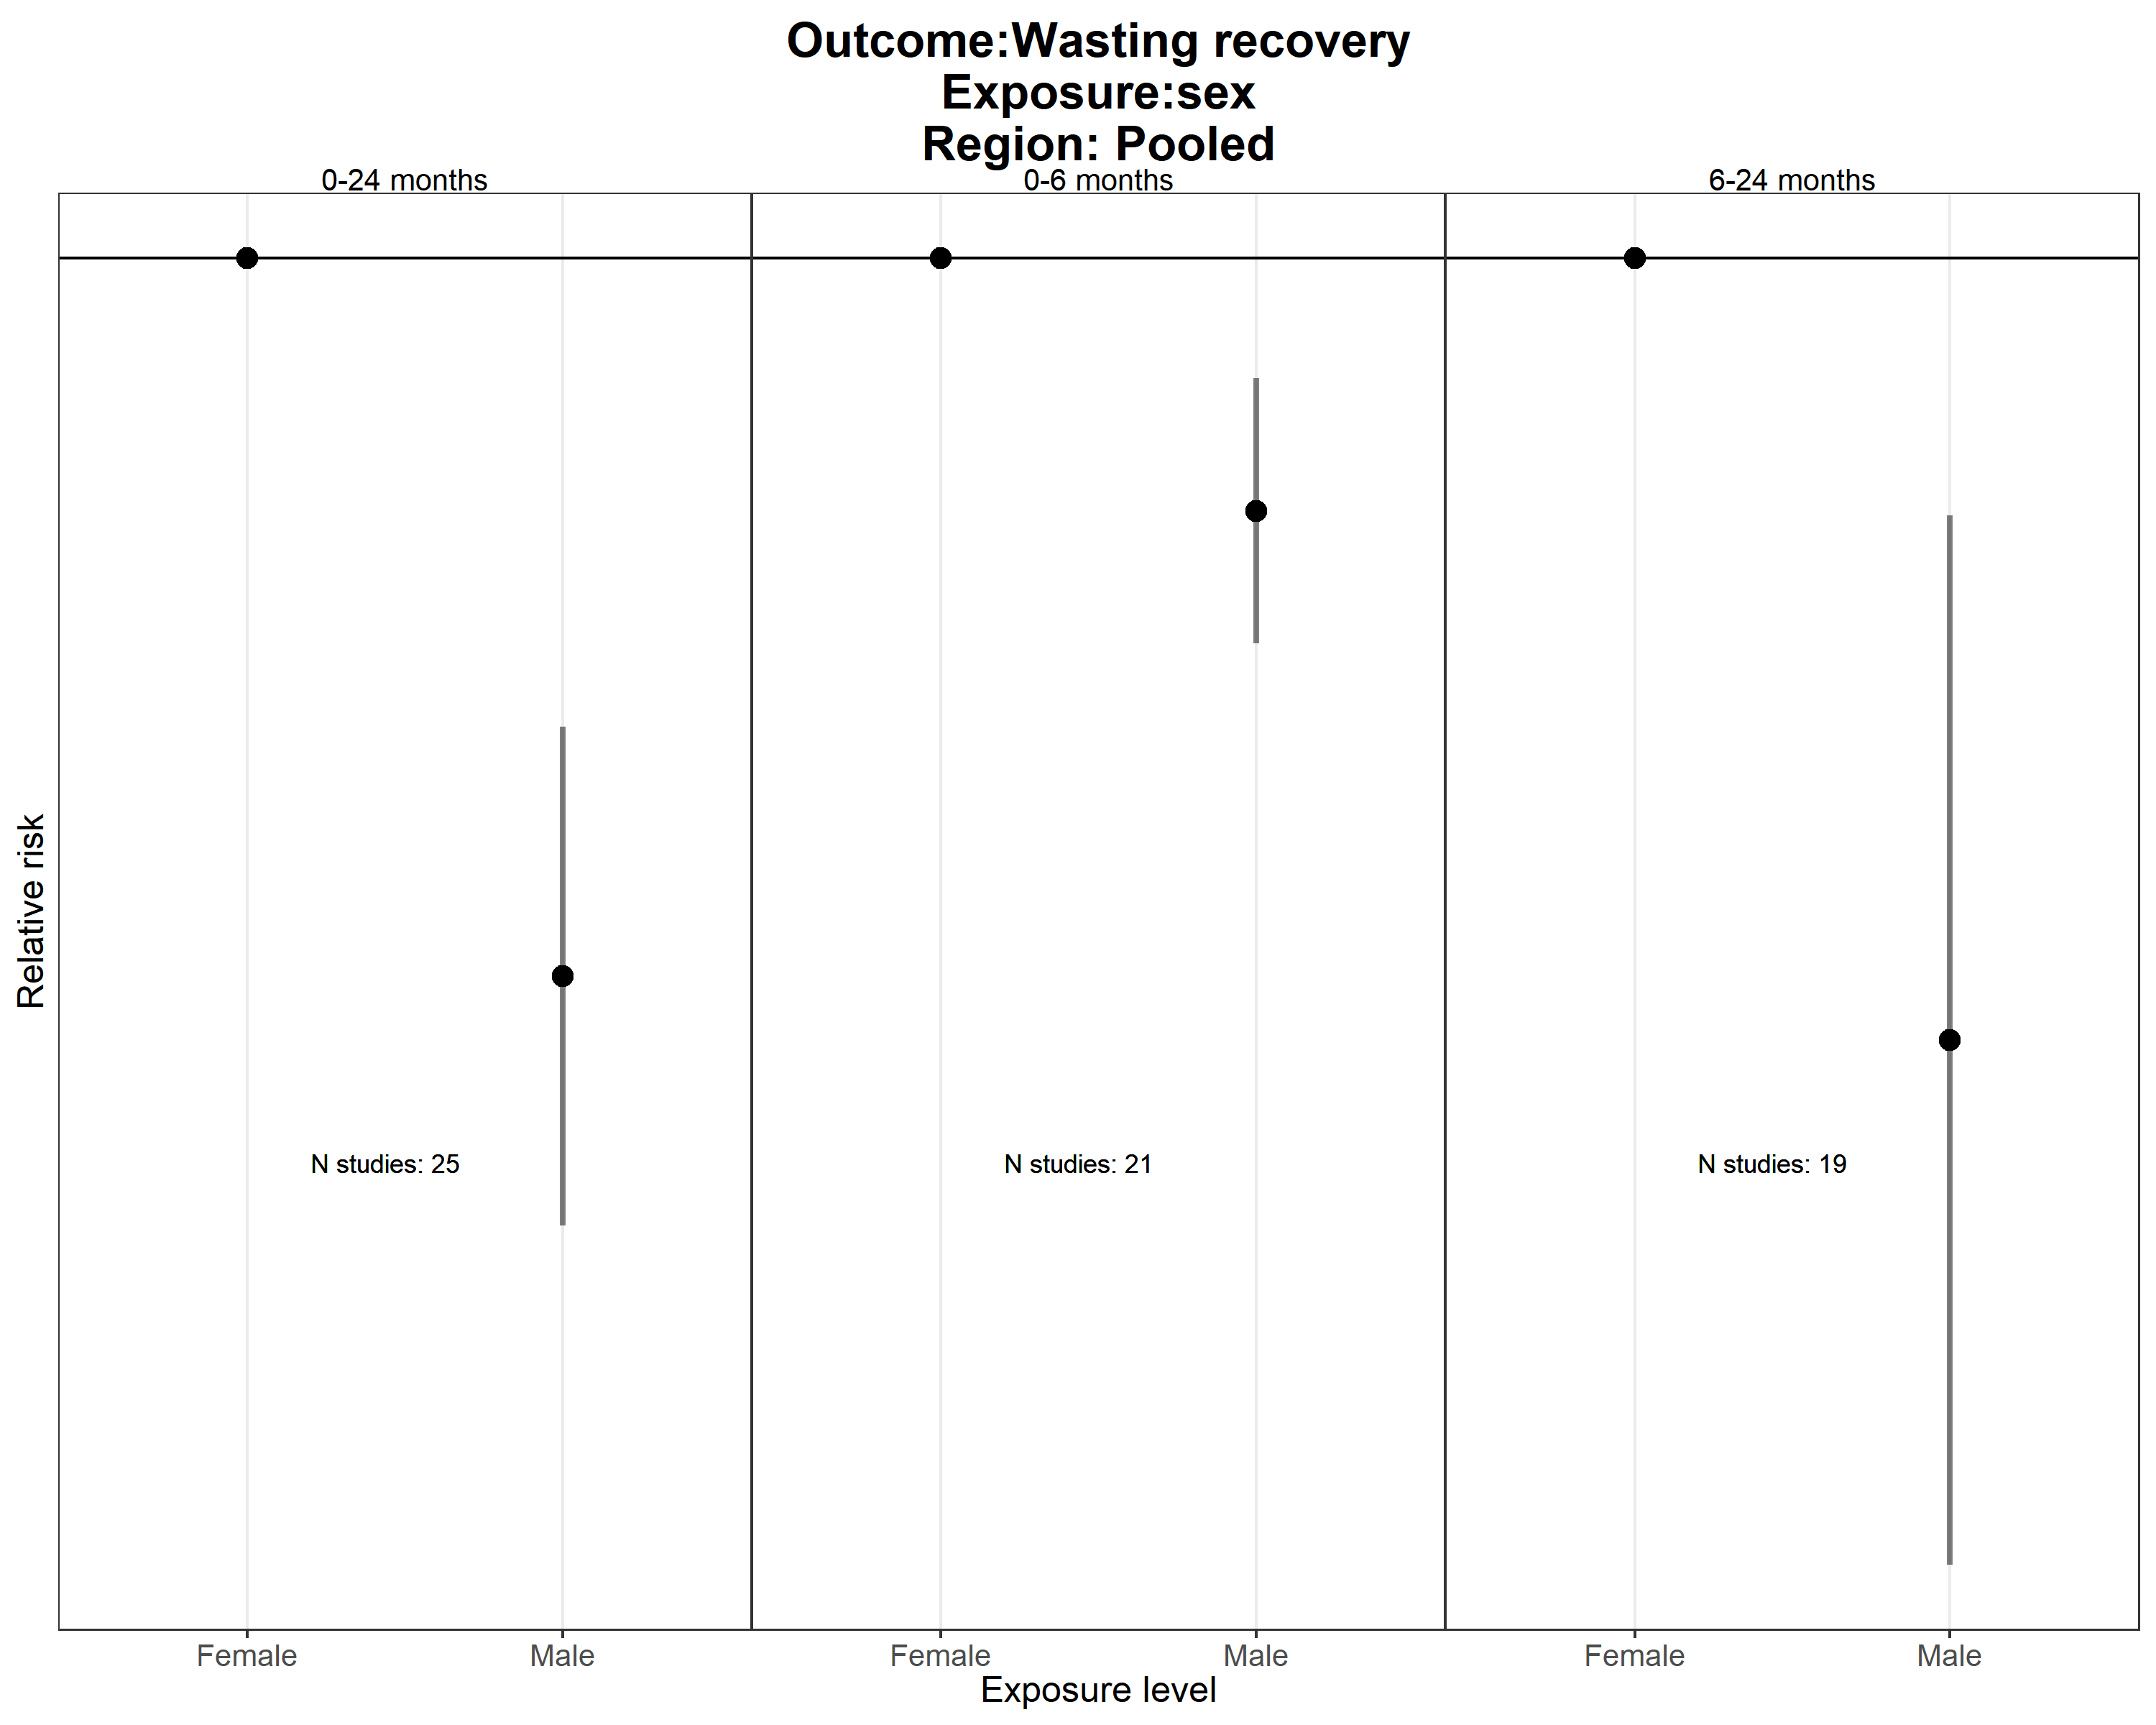 Outcome:Wasting recovery
Exposure:sex
Region: Pooled
0-24 months
0-6 months
6-24 months
Relative risk
N studies: 25
N studies: 21
N studies: 19
Female
Male
Female
Male
Female
Male
Exposure level